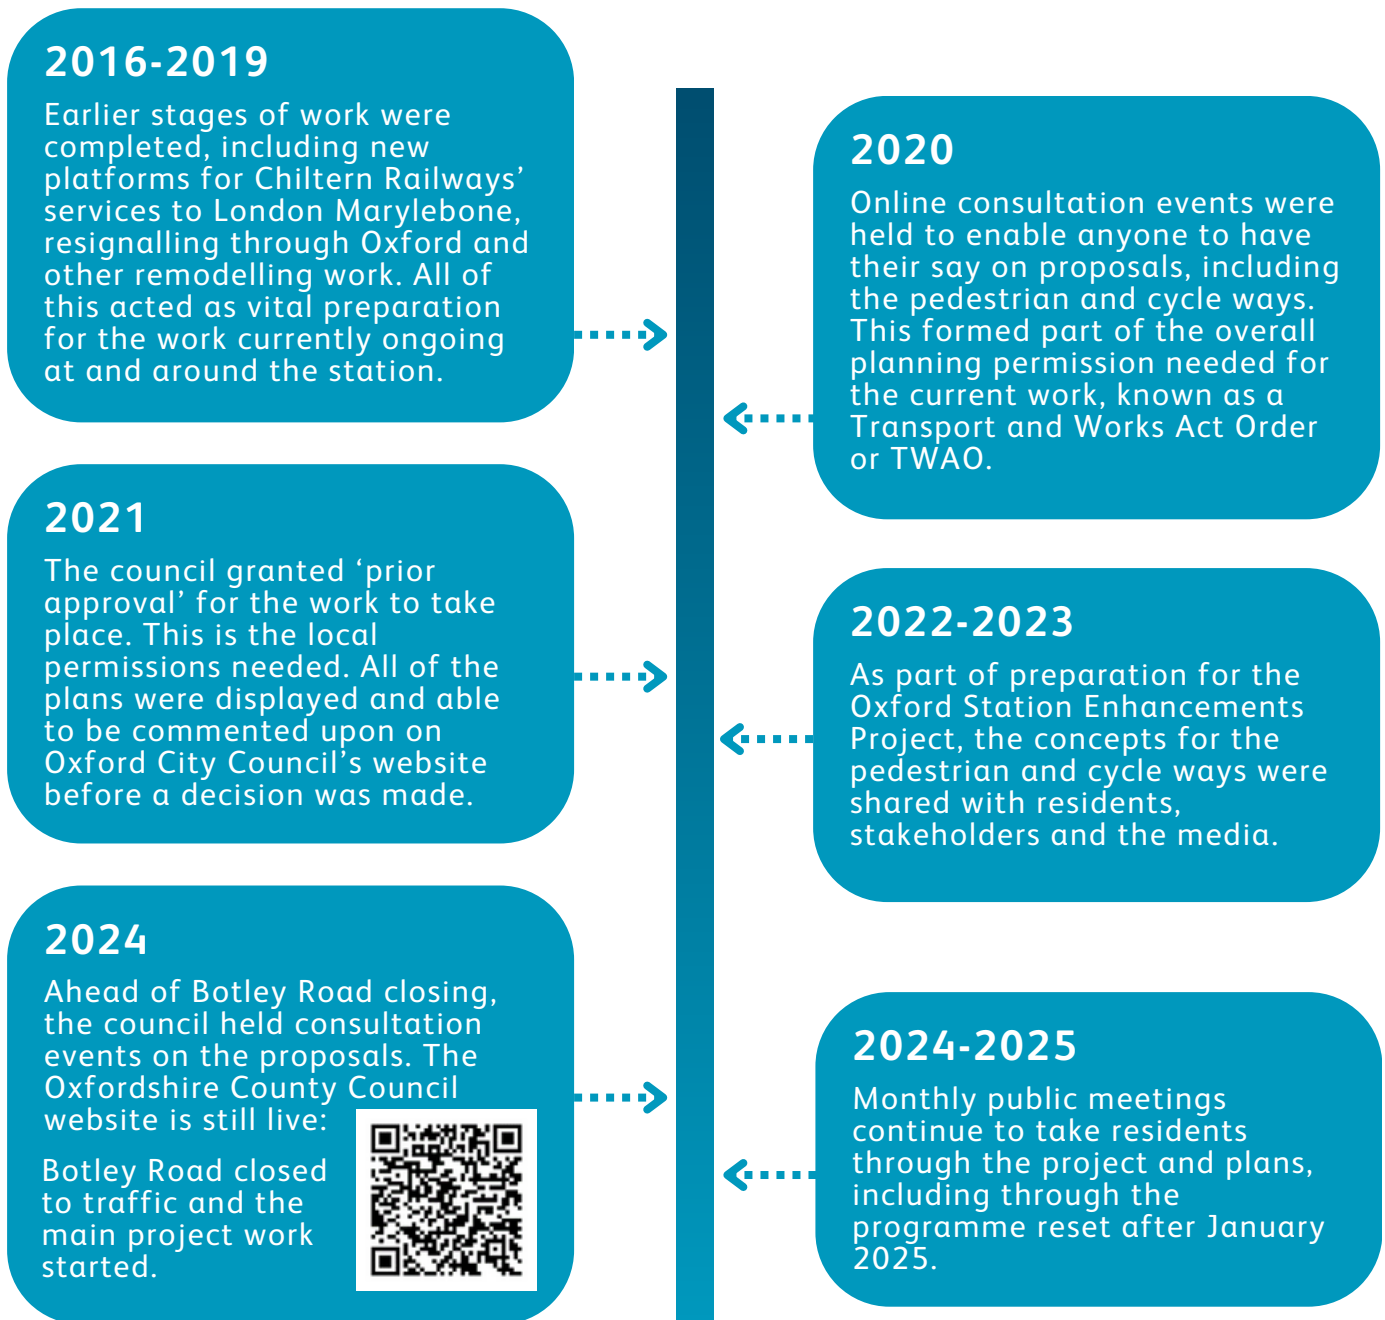 2016-2019
Earlier stages of work were
completed, including new
platforms for Chiltern Railways’
services to London Marylebone,
resignalling through Oxford and
other remodelling work. All of
this acted as vital preparation
for the work currently ongoing
at and around the station.
2020
Online consultation events were
held to enable anyone to have
their say on proposals, including
the pedestrian and cycle ways.
This formed part of the overall
planning permission needed for
the current work, known as a
Transport and Works Act Order
or TWAO.
2021
The council granted ‘prior
approval’ for the work to take
place. This is the local
permissions needed. All of the
plans were displayed and able
to be commented upon on
Oxford City Council’s website
before a decision was made.
2022-2023
As part of preparation for the
Oxford Station Enhancements
Project, the concepts for the
pedestrian and cycle ways were
shared with residents,
stakeholders and the media.
2024
Ahead of Botley Road closing,
the council held consultation
events on the proposals. The
Oxfordshire County Council
website is still live:
Botley Road closed
to traffic and the
main project work
started.
2024-2025
Monthly public meetings
continue to take residents
through the project and plans,
including through the
programme reset after January
2025.